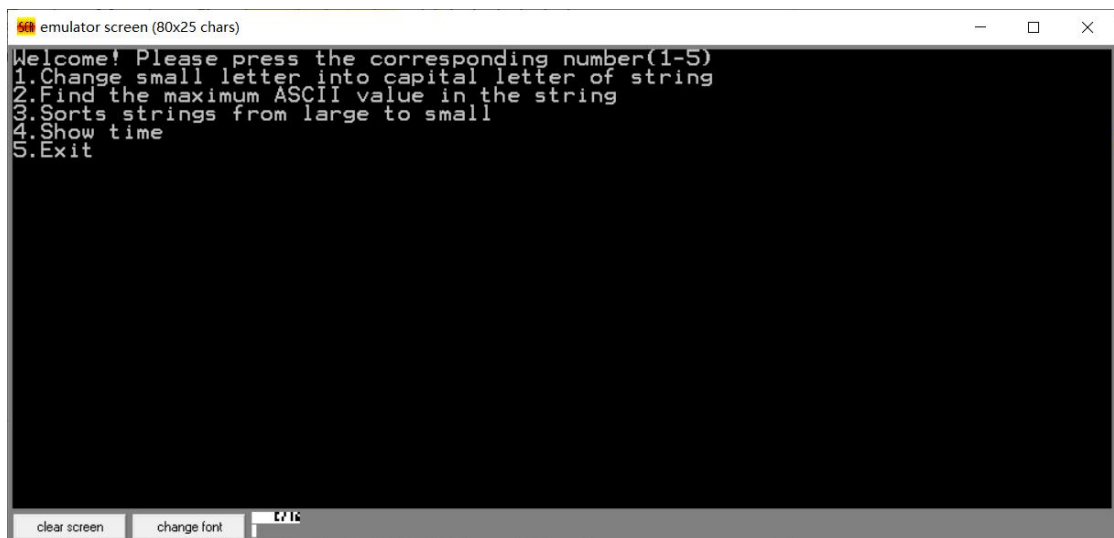 emulator screen (80x25 chars)
Welcome! Please press the corresponding number(1-5)
1.Change small letter into capital letter of string
2.Find the maximum ASCII value in the string
3.Sorts strings from large to small
4.Show time
5.Exit
clear screen change font